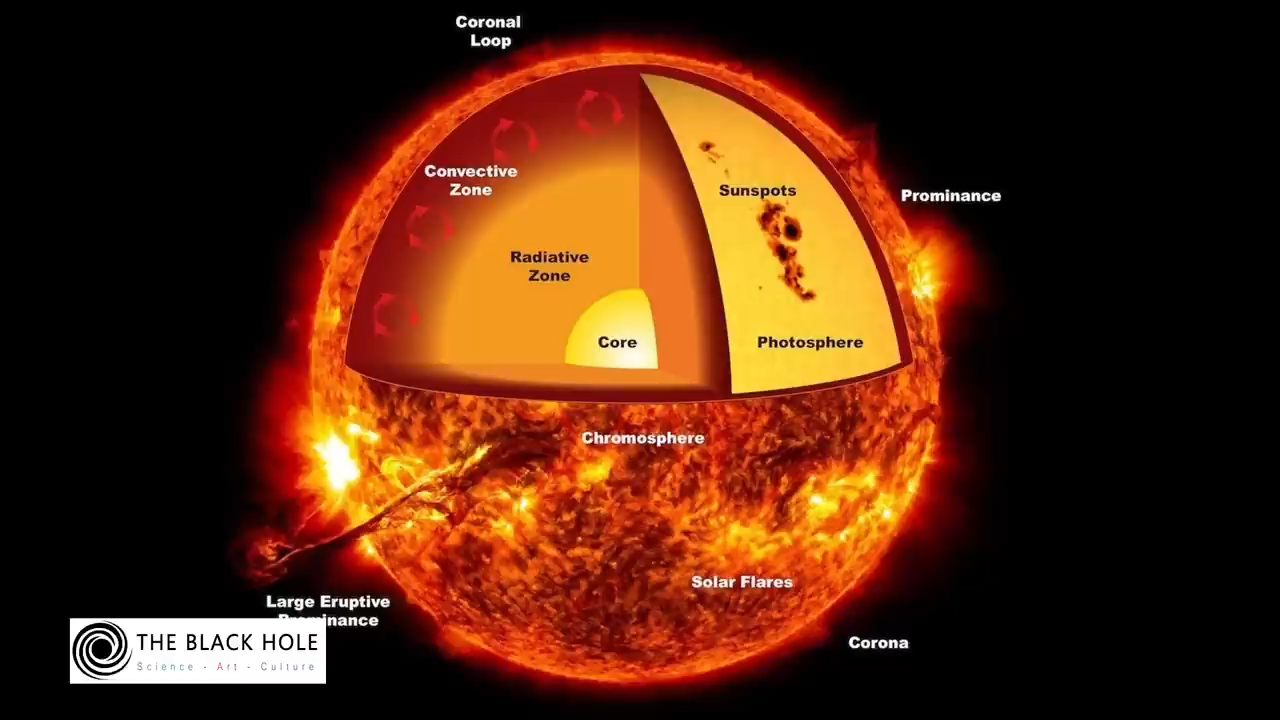 Coronal
Loop
Convective
Zone
Sunspots
Prominance
Radiative
Zone
Core
Photosphere
Chromosphere
Solar Flares
Large Eruptive
Prominance
Corona
THE BLACK HOLE
Science - Art - Culture